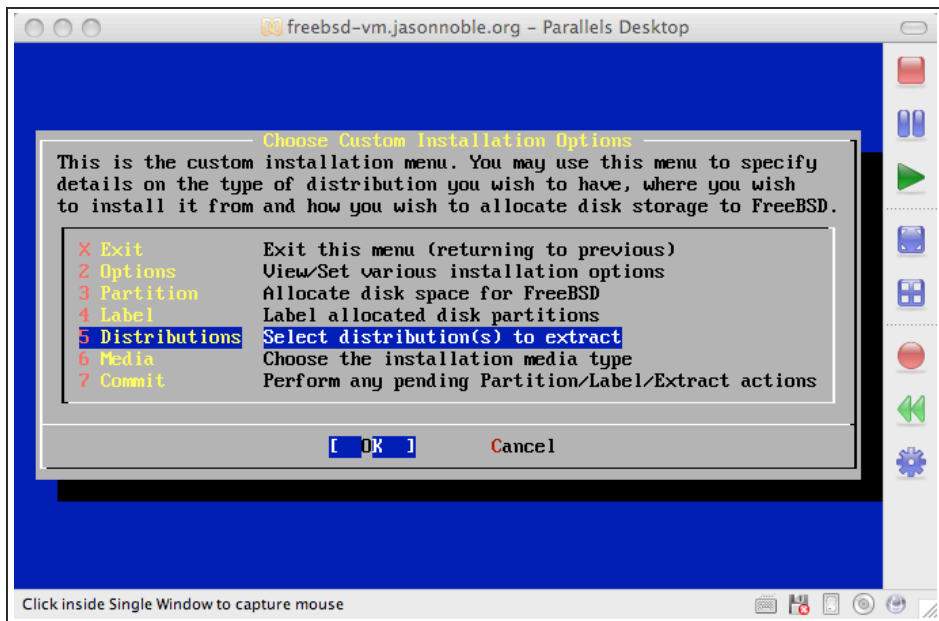 freebsd-vm.jasonnoble.org - Parallels Desktop
Choose Custom Installation Options
This is the custom installation menu. You may use this menu to specify
details on the type of distribution you wish to have, where you wish
to install it from and how you wish to allocate disk storage to FreeBSD.
X Exit Exit this menu (returning to previous)
2 Options View/Set various installation options
3 Partition Allocate disk space for FreeBSD
4 Label Label allocated disk partitions
5 Distributions Select distribution(s) to extract
6 Media Choose the installation media type
7 Commit Perform any pending Partition/Label/Extract actions
[ OK ] Cancel
Click inside Single Window to capture mouse